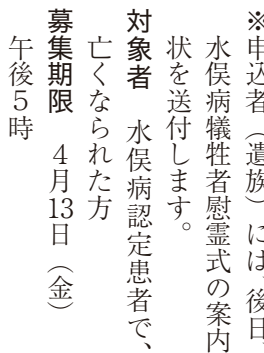 ※申込者（遺族）には、後日、
水俣病犠牲者慰霊式の案内
状を送付します。
対象者　水俣病認定患者で、
亡くなられた方
募集期限　４月13日（金）
午後５時